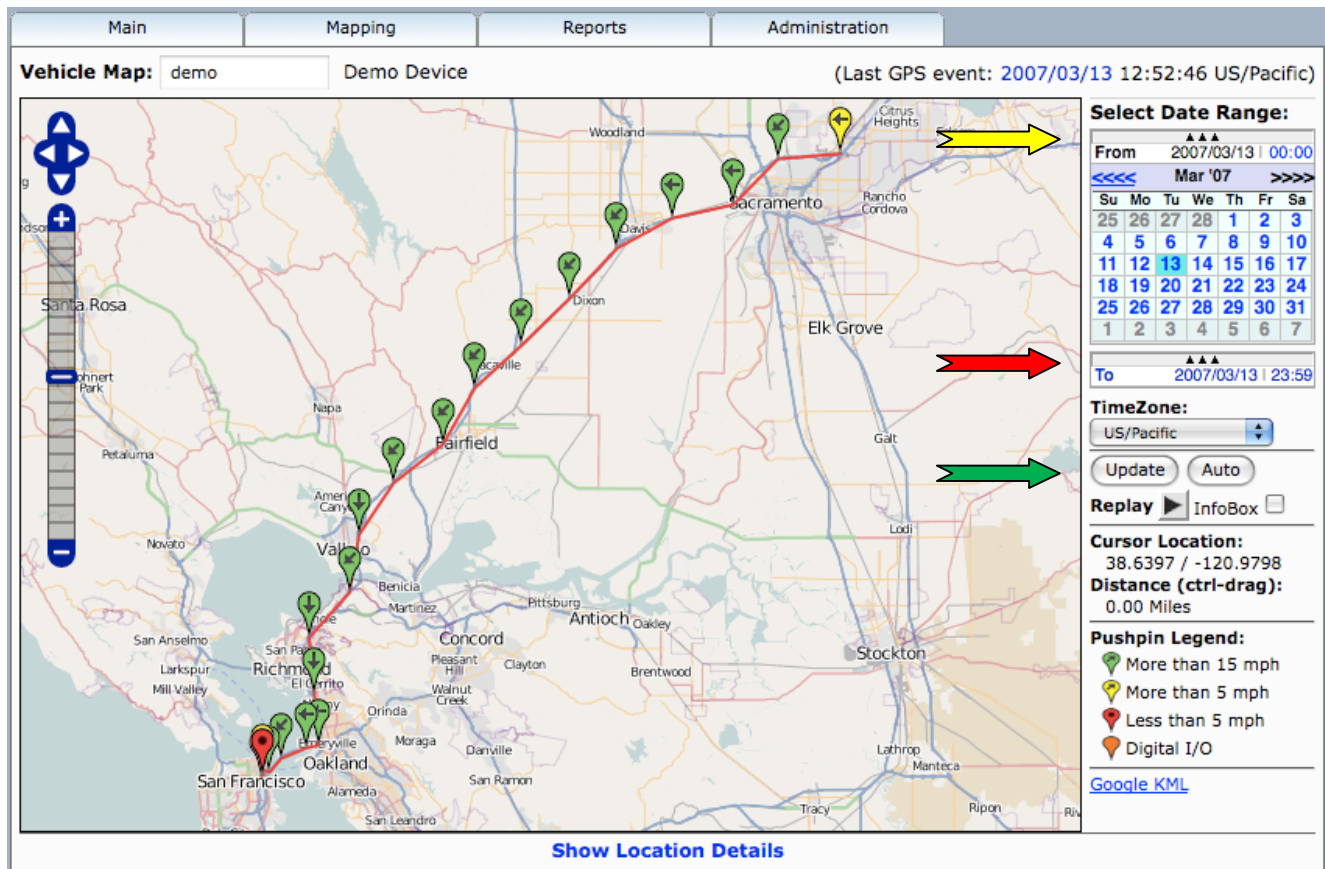 Main
Mapping
Reports
Administration
Vehicle Map: demo Demo Device
(Last GPS event: 2007/03/13 12:52:46 US/Pacific)
Woodland
Citrus
Heights
Sacramento
Rancho
Cordova
Davis
Dixon
Santa Rosa
Elk Grove
Park
Napa
Fairfield
Galt
Petaluma
Lodi
Novato
Benicia
Martinez
Pittsburg
Antioch
Oakley
San Anselmo
Concord
Larkspur
Richmond
Pleasant
Hill
Clayton
Brentwood
Stockton
Mill Valley
El Cerrito
Walnut
Creek
Orinda
Emeryville
Moraga
Danville
Lathrop
Manteca
Oakland
San Francisco
Alameda
San Ramon
Tracy
Ripon
Riv
San Leandro
Select Date Range:
From 2007/03/13 | 00:00
<<<< Mar '07 >>>>
Su Mo Tu We Th Fr Sa
25 26 27 28 1 2 3
4 5 6 7 8 9 10
11 12 13 14 15 16 17
18 19 20 21 22 23 24
25 26 27 28 29 30 31
1 2 3 4 5 6 7
To 2007/03/13 | 23:59
TimeZone:
US/Pacific
Update Auto
Replay InfoBox
Cursor Location:
38.6397 / -120.9798
Distance (ctrl-drag):
0.00 Miles
Pushpin Legend:
More than 15 mph
More than 5 mph
Less than 5 mph
Digital I/O
Google KML
Show Location Details